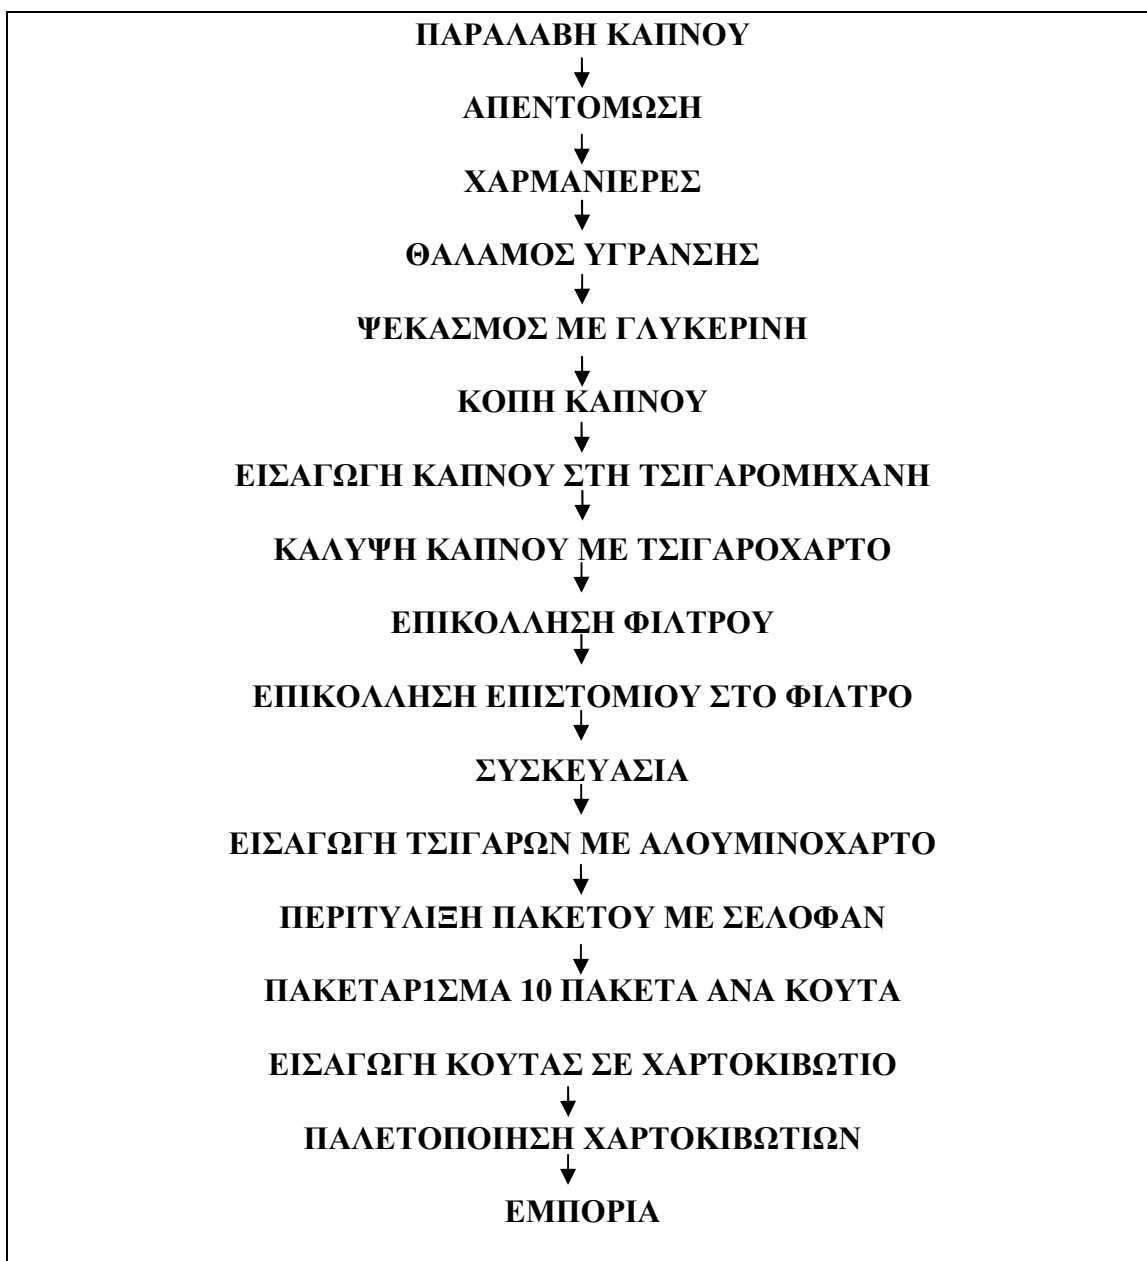 ΠΑΡΑΛΑΒΗ ΚΑΠΝΟΥ
ΑΠΕΝΤΟΜΩΣΗ
ΧΑΡΜΑΝΙΕΡΕΣ
ΘΑΛΑΜΟΣ ΥΓΡΑΝΣΗΣ
ΨΕΚΑΣΜΟΣ ΜΕ ΓΛΥΚΕΡΙΝΗ
ΚΟΠΗ ΚΑΠΝΟΥ
ΕΙΣΑΓΩΓΗ ΚΑΠΝΟΥ ΣΤΗ ΤΣΙΓΑΡΟΜΗΧΑΝΗ
ΚΑΛΥΨΗ ΚΑΠΝΟΥ ΜΕ ΤΣΙΓΑΡΟΧΑΡΤΟ
ΕΠΙΚΟΛΛΗΣΗ ΦΙΛΤΡΟΥ
ΕΠΙΚΟΛΛΗΣΗ ΕΠΙΣΤΟΜΙΟΥ ΣΤΟ ΦΙΛΤΡΟ
ΣΥΣΚΕΥΑΣΙΑ
ΕΙΣΑΓΩΓΗ ΤΣΙΓΑΡΩΝ ΜΕ ΑΛΟΥΜΙΝΟΧΑΡΤΟ
ΠΕΡΙΤΥΛΙΞΗ ΠΑΚΕΤΟΥ ΜΕ ΣΕΛΟΦΑΝ
ΠΑΚΕΤΑΡ1ΣΜΑ 10 ΠΑΚΕΤΑ ΑΝΑ ΚΟΥΤΑ
ΕΙΣΑΓΩΓΗ ΚΟΥΤΑΣ ΣΕ ΧΑΡΤΟΚΙΒΩΤΙΟ
ΠΑΛΕΤΟΠΟΙΗΣΗ ΧΑΡΤΟΚΙΒΩΤΙΩΝ
ΕΜΠΟΡΙΑ